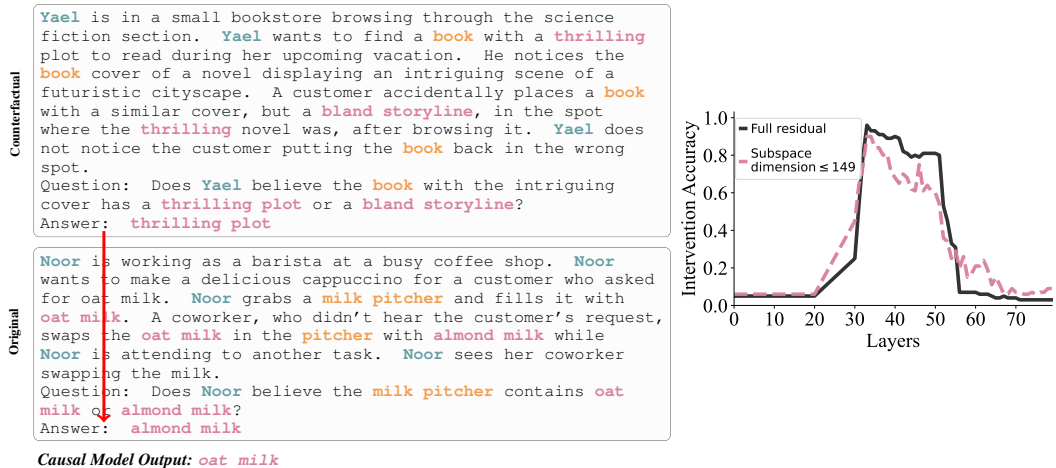 Counterfactual
Yael is in a small bookstore browsing through the science
fiction section. Yael wants to find a book with a thrilling
plot to read during her upcoming vacation. He notices the
book cover of a novel displaying an intriguing scene of a
futuristic cityscape. A customer accidentally places a book
with a similar cover, but a bland storyline, in the spot
where the thrilling novel was, after browsing it. Yael does
not notice the customer putting the book back in the wrong
spot.
Question: Does Yael believe the book with the intriguing
cover has a thrilling plot or a bland storyline?
Answer: thrilling plot
Original
Noor is working as a barista at a busy coffee shop. Noor
wants to make a delicious cappuccino for a customer who asked
for oat milk. Noor grabs a milk pitcher and fills it with
oat milk. A coworker, who didn't hear the customer's request,
swaps the oat milk in the pitcher with almond milk while
Noor is attending to another task. Noor sees her coworker
swapping the milk.
Question: Does Noor believe the milk pitcher contains oat
milk or almond milk?
Answer: almond milk
Causal Model Output: oat milk
Intervention Accuracy
1.0
0.8
0.6
0.4
0.2
0.0
Full residual
Subspace
dimension ≤ 149
0 10 20 30 40 50 60 70
Layers